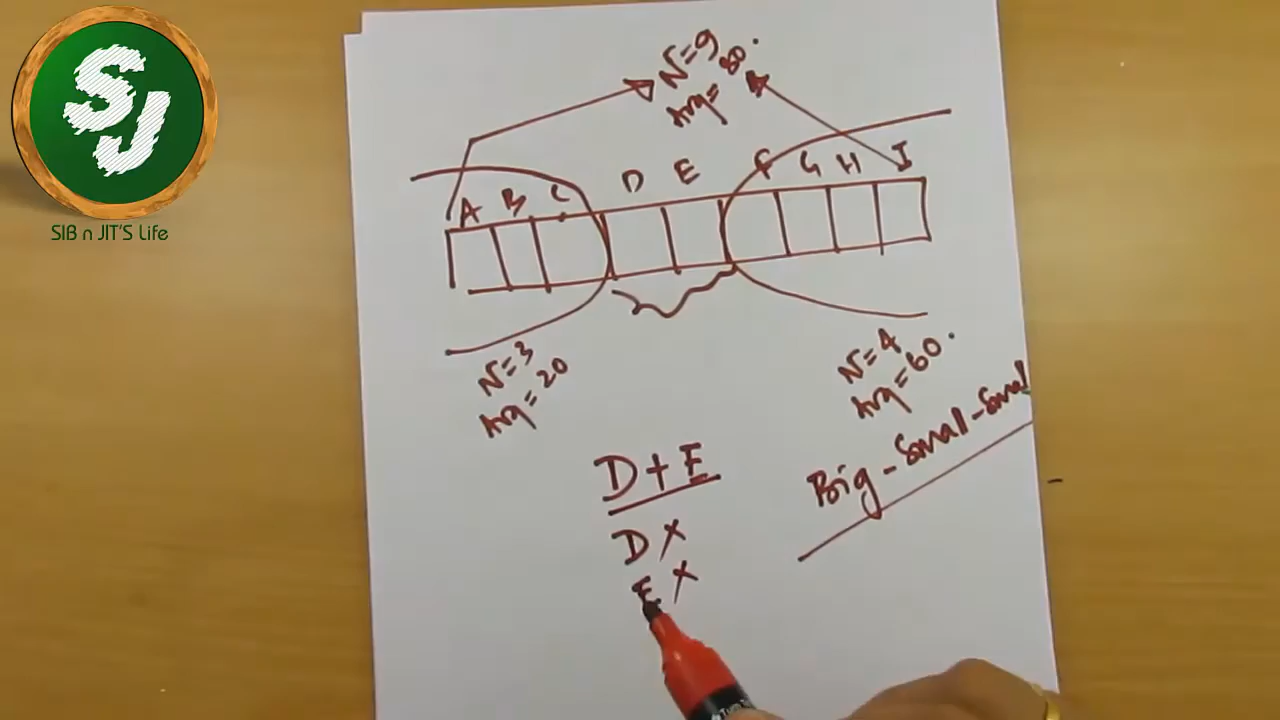 SJ
SIB n JIT'S Life
N=9
Avg= 80.
A B C D E F G H I
N=3
Avg=20
N=4
Avg=60.
Big-Small-Small
D+E
D x
E x